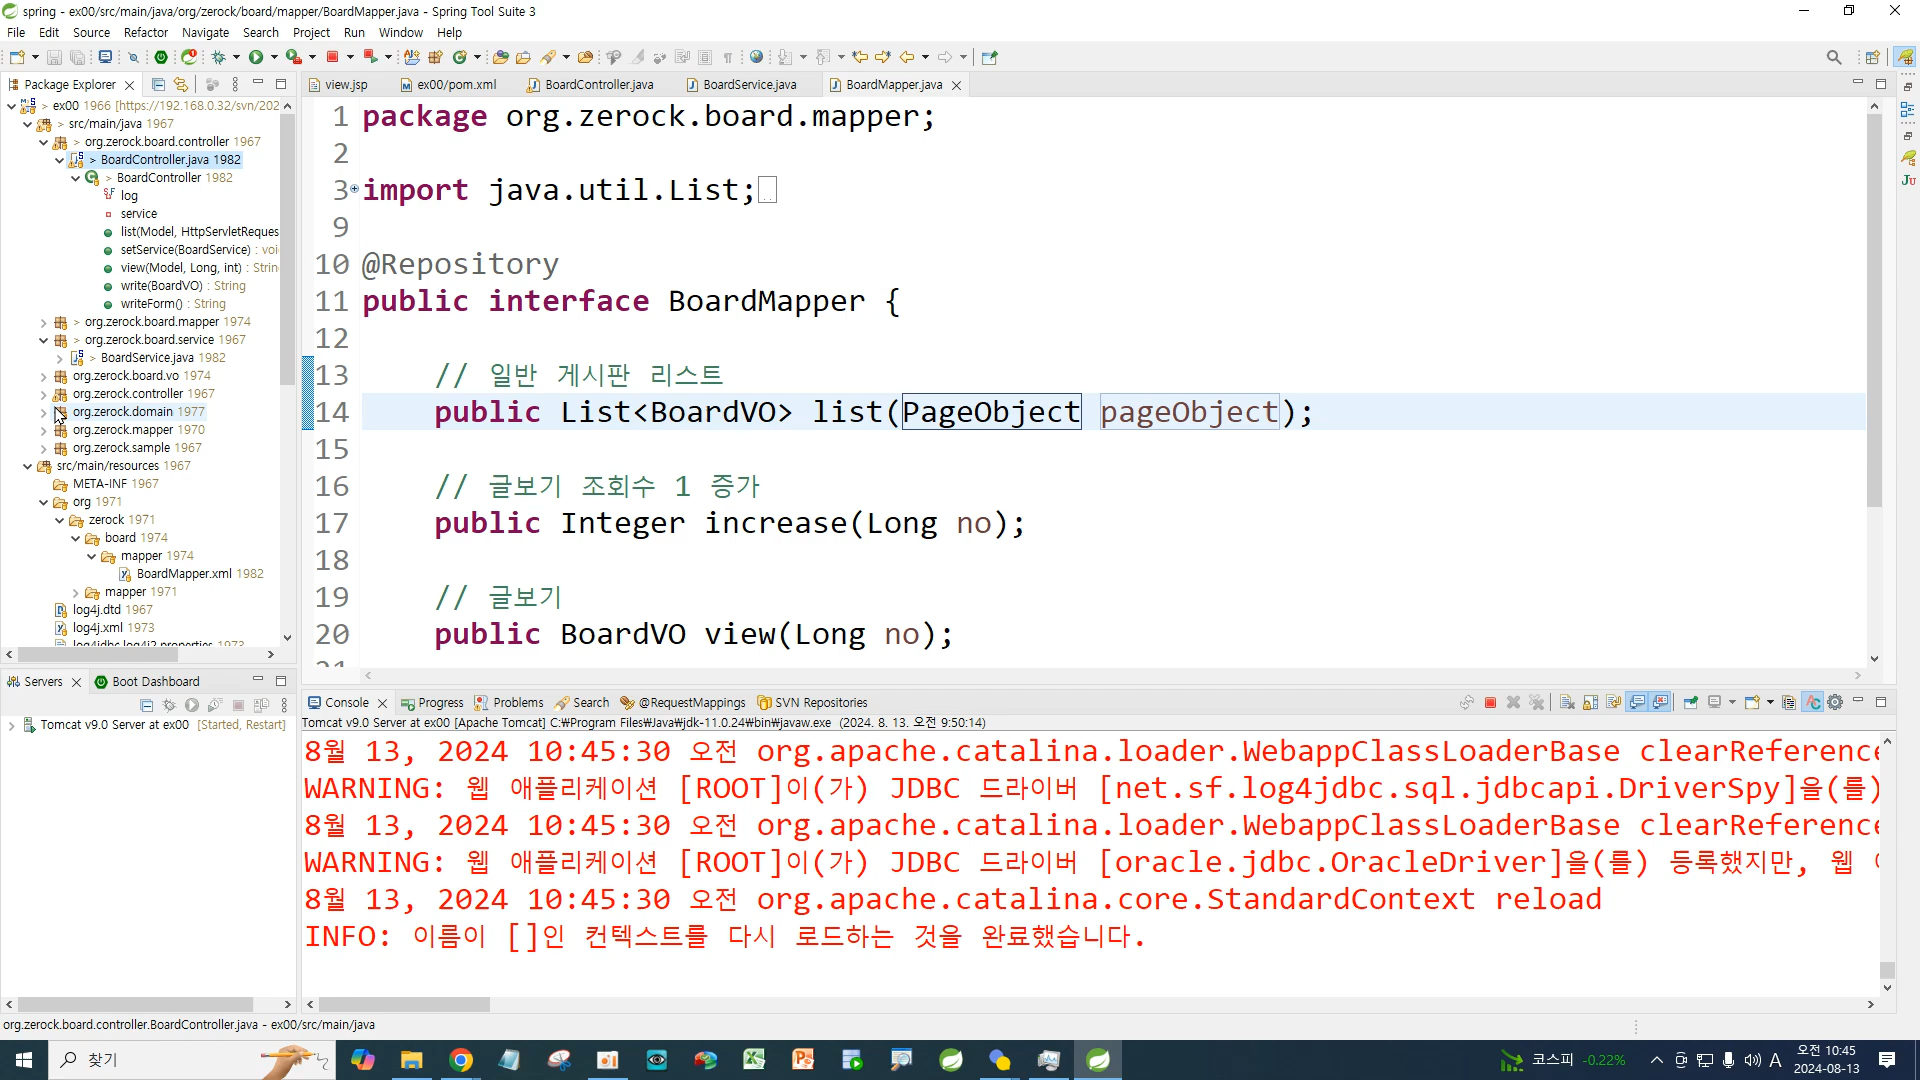 spring - ex00/src/main/java/org/zerock/board/mapper/BoardMapper.java - Spring Tool Suite 3
File Edit Source Refactor Navigate Search Project Run Window Help
Package Explorer
view.jsp ex00/pom.xml BoardController.java BoardService.java BoardMapper.java
> ex00 1966 [https://192.168.0.32/svn/202
> src/main/java 1967
> org.zerock.board.controller 1967
> BoardController.java 1982
> BoardController 1982
log
service
list(Model, HttpServletReques
setService(BoardService) : voi
view(Model, Long, int) : Strin
write(BoardVO) : String
writeForm() : String
> org.zerock.board.mapper 1974
> org.zerock.board.service 1967
> BoardService.java 1982
org.zerock.board.vo 1974
org.zerock.controller 1967
org.zerock.domain 1977
org.zerock.mapper 1970
org.zerock.sample 1967
src/main/resources 1967
META-INF 1967
org 1971
zerock 1971
board 1974
mapper 1974
BoardMapper.xml 1982
mapper 1971
log4j.dtd 1967
log4j.xml 1973
log4jdbc.log4j2.properties 1973
1 package org.zerock.board.mapper;
2
3 import java.util.List;
9
10 @Repository
11 public interface BoardMapper {
12
13 // 일반 게시판 리스트
14 public List<BoardVO> list(PageObject pageObject);
15
16 // 글보기 조회수 1 증가
17 public Integer increase(Long no);
18
19 // 글보기
20 public BoardVO view(Long no);
21
Servers Boot Dashboard
Tomcat v9.0 Server at ex00 [Started, Restart]
Console Progress Problems Search @RequestMappings SVN Repositories
Tomcat v9.0 Server at ex00 [Apache Tomcat] C:₩Program Files₩Java₩jdk-11.0.24₩bin₩javaw.exe (2024. 8. 13. 오전 9:50:14)
8월 13, 2024 10:45:30 오전 org.apache.catalina.loader.WebappClassLoaderBase clearReference
WARNING: 웹 애플리케이션 [ROOT]이(가) JDBC 드라이버 [net.sf.log4jdbc.sql.jdbcapi.DriverSpy]을(를)
8월 13, 2024 10:45:30 오전 org.apache.catalina.loader.WebappClassLoaderBase clearReference
WARNING: 웹 애플리케이션 [ROOT]이(가) JDBC 드라이버 [oracle.jdbc.OracleDriver]을(를) 등록했지만, 웹
8월 13, 2024 10:45:30 오전 org.apache.catalina.core.StandardContext reload
INFO: 이름이 []인 컨텍스트를 다시 로드하는 것을 완료했습니다.
org.zerock.board.controller.BoardController.java - ex00/src/main/java
찾기
코스피 -0.22%
A
오전 10:45
2024-08-13